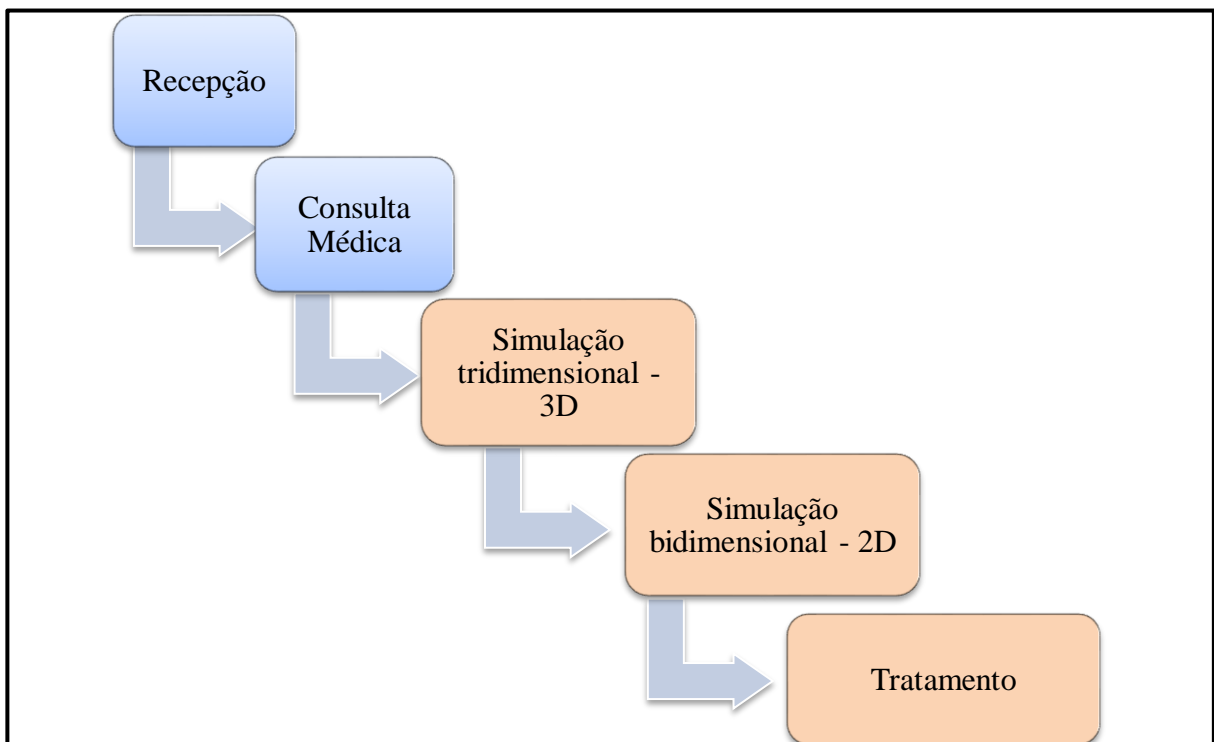 Recepção
Consulta
Médica
Simulação
tridimensional -
3D
Simulação
bidimensional - 2D
Tratamento